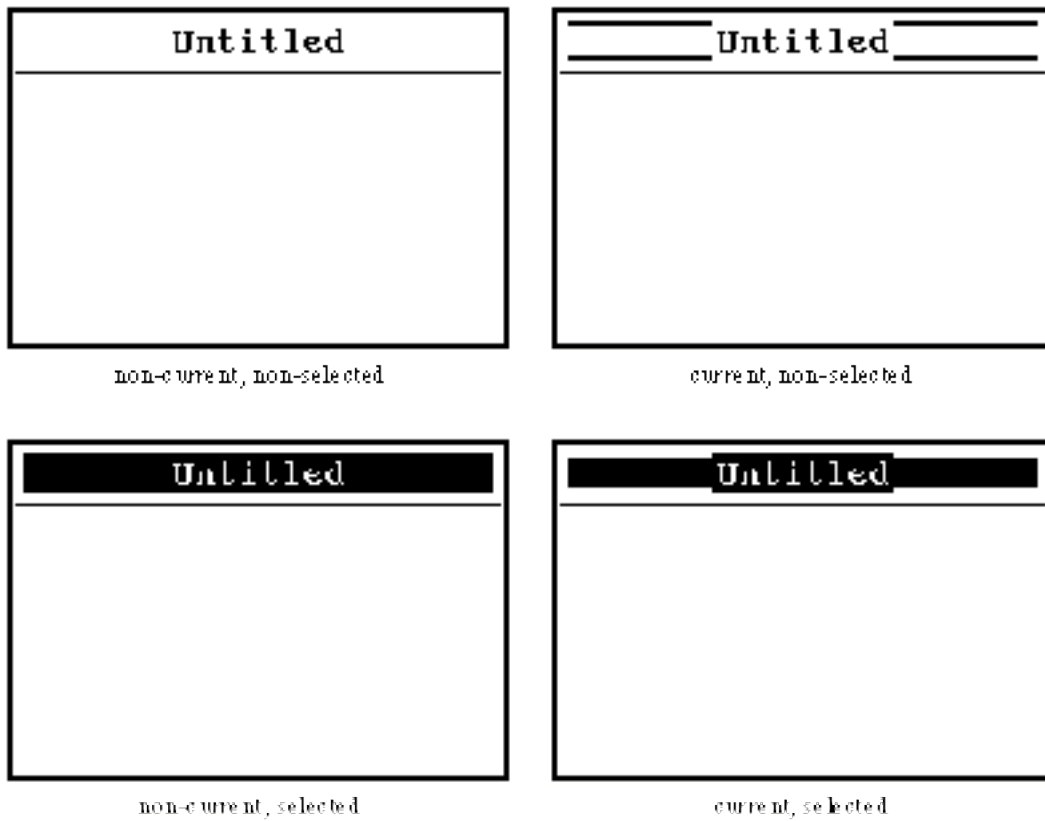 Untitled
Untitled
non-current, non-selected
current, non-selected
Untitled
Untitled
non-current, selected
current, selected